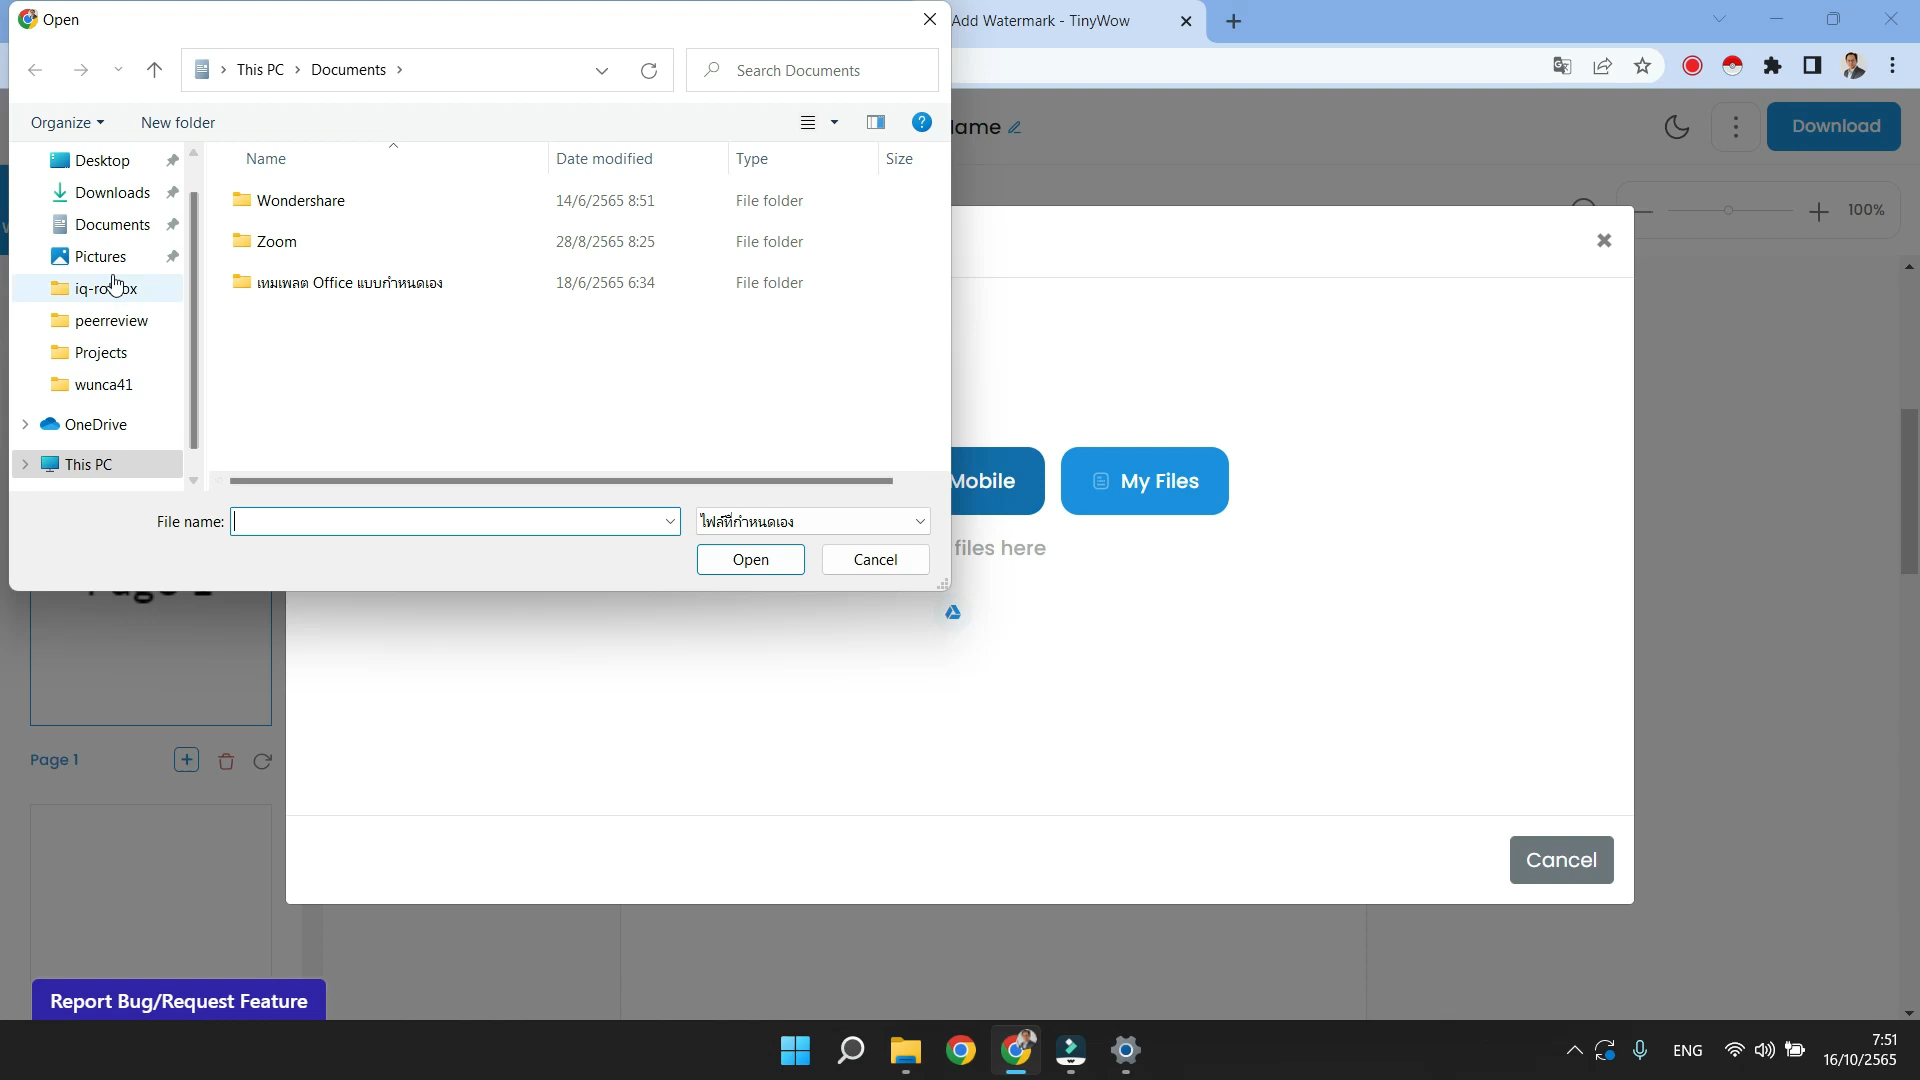 Open
Add Watermark - TinyWow
This PC
Documents
Search Documents
Organize
New folder
Download
Name
Date modified
Type
Size
Desktop
Downloads
Documents
Pictures
peerreview
Projects
wunca41
OneDrive
This PC
Wondershare
14/6/2565 8:51
File folder
Zoom
28/8/2565 8:25
File folder
เทมเพลต Office แบบกำหนดเอง
18/6/2565 6:34
File folder
100%
Mobile
My Files
files here
File name:
ไฟล์ที่กำหนดเอง
Open
Cancel
Page 1
Cancel
Report Bug/Request Feature
ENG
7:51
16/10/2565